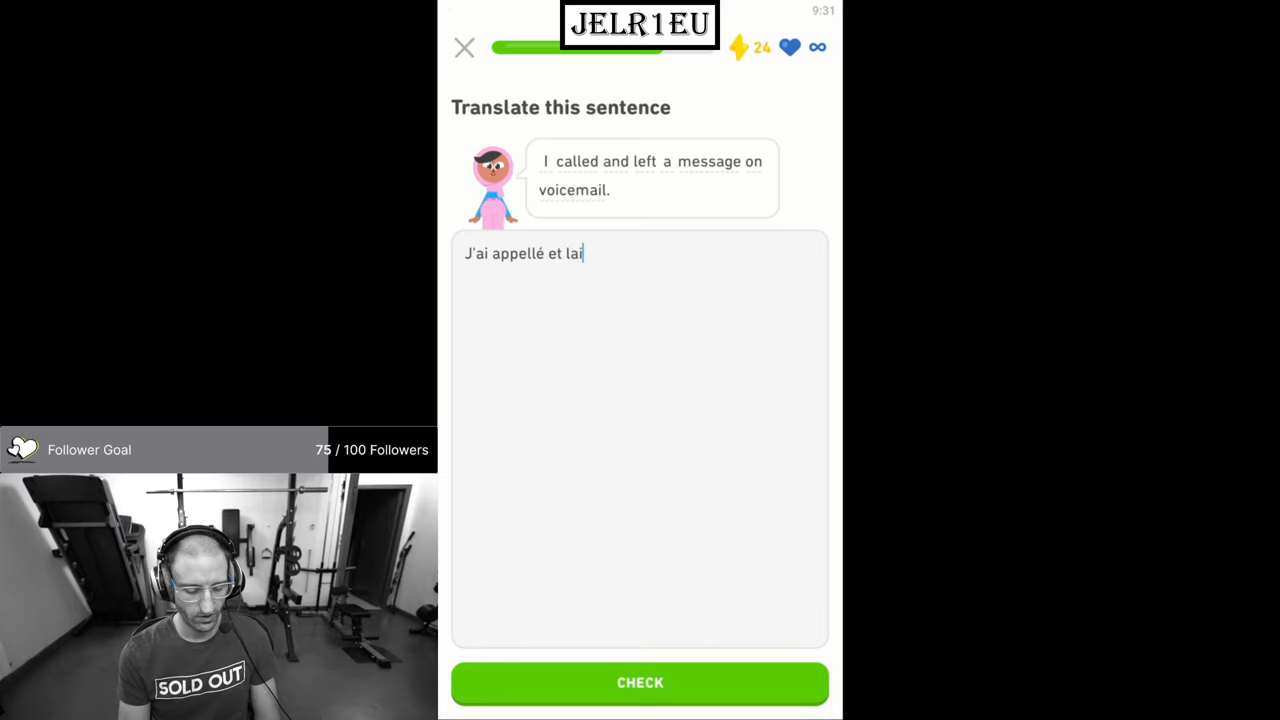 JELR1EU
9:31
24 ∞
Translate this sentence
I called and left a message on
voicemail.
J'ai appellé et lai
Follower Goal
75 / 100 Followers
SOLD OUT
CHECK